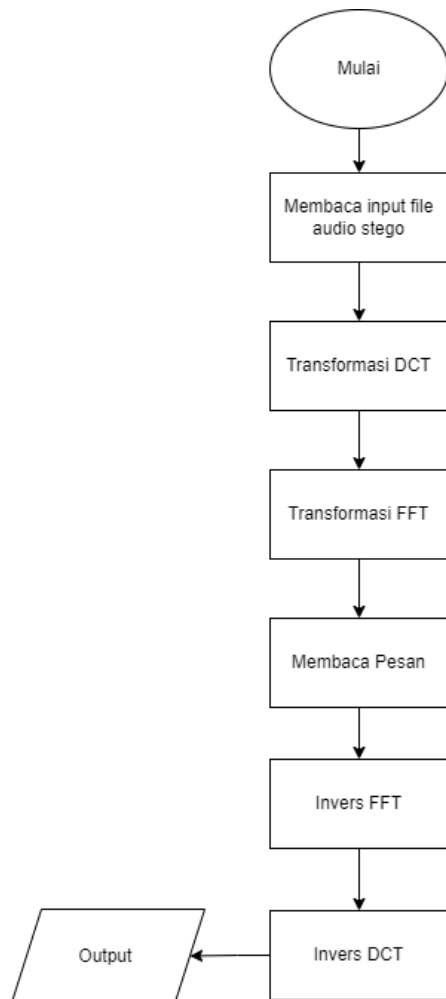 Mulai
Membaca input file
audio stego
Transformasi DCT
Transformasi FFT
Membaca Pesan
Invers FFT
Invers DCT
Output